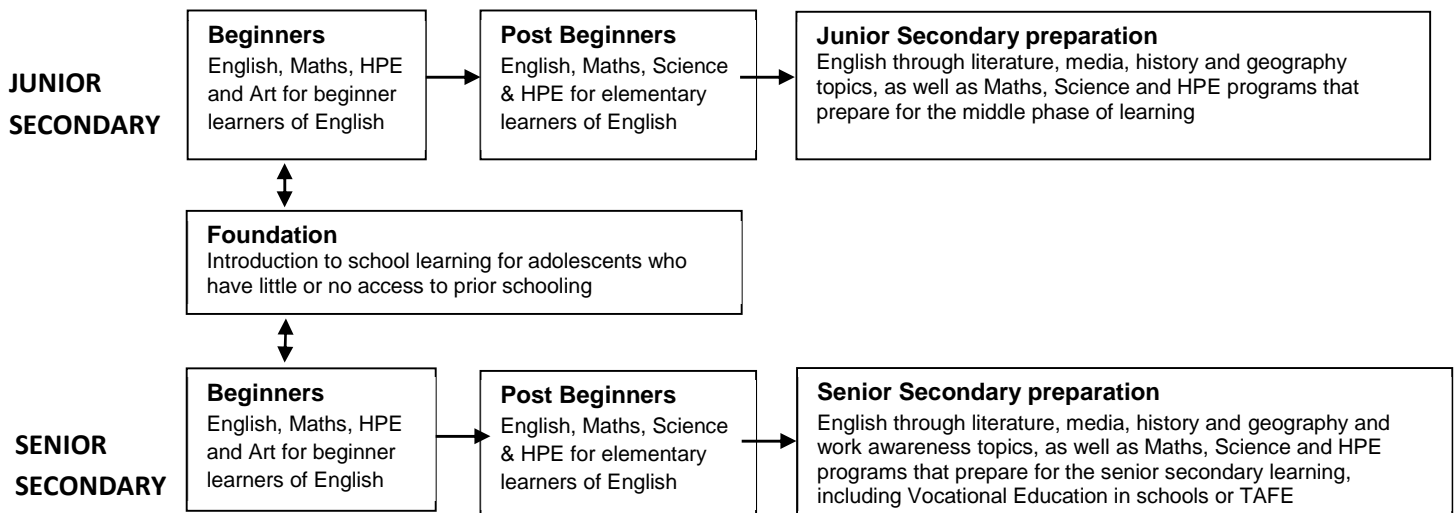 JUNIOR
SECONDARY
Beginners
English, Maths, HPE
and Art for beginner
learners of English
Post Beginners
English, Maths, Science
& HPE for elementary
learners of English
Junior Secondary preparation
English through literature, media, history and geography
topics, as well as Maths, Science and HPE programs that
prepare for the middle phase of learning
Foundation
Introduction to school learning for adolescents who
have little or no access to prior schooling
SENIOR
SECONDARY
Beginners
English, Maths, HPE
and Art for beginner
learners of English
Post Beginners
English, Maths, Science
& HPE for elementary
learners of English
Senior Secondary preparation
English through literature, media, history and geography and
work awareness topics, as well as Maths, Science and HPE
programs that prepare for the senior secondary learning,
including Vocational Education in schools or TAFE